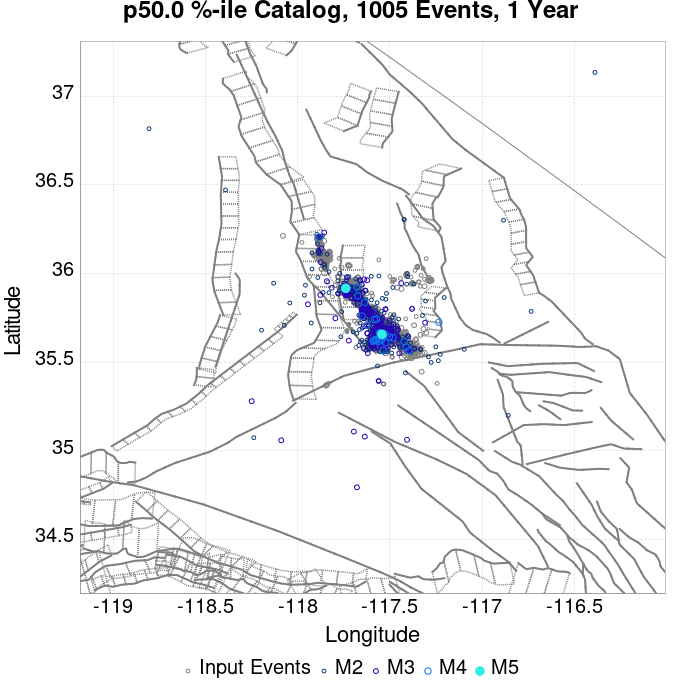 p50.0 %-ile Catalog, 1005 Events, 1 Year
37
36.5
36
35.5
35
34.5
Latitude
-119
-118.5
-118
-117.5
-117
-116.5
Longitude
Input Events
M2
M3
M4
M5